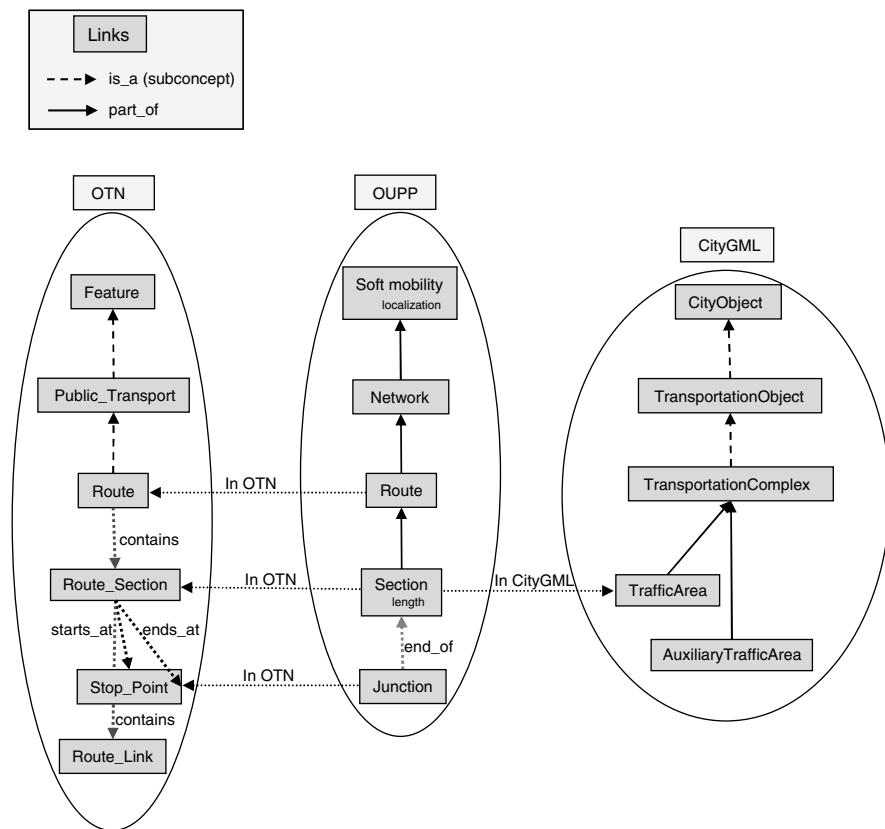 Links
is_a (subconcept)
part_of
OTN
Feature
Public_Transport
Route
contains
Route_Section
starts_at
ends_at
Stop_Point
contains
Route_Link
In OTN
In OTN
In OTN
OUPP
Soft mobility
localization
Network
Route
Section
length
end_of
Junction
In CityGML
CityGML
CityObject
TransportationObject
TransportationComplex
TrafficArea
AuxiliaryTrafficArea